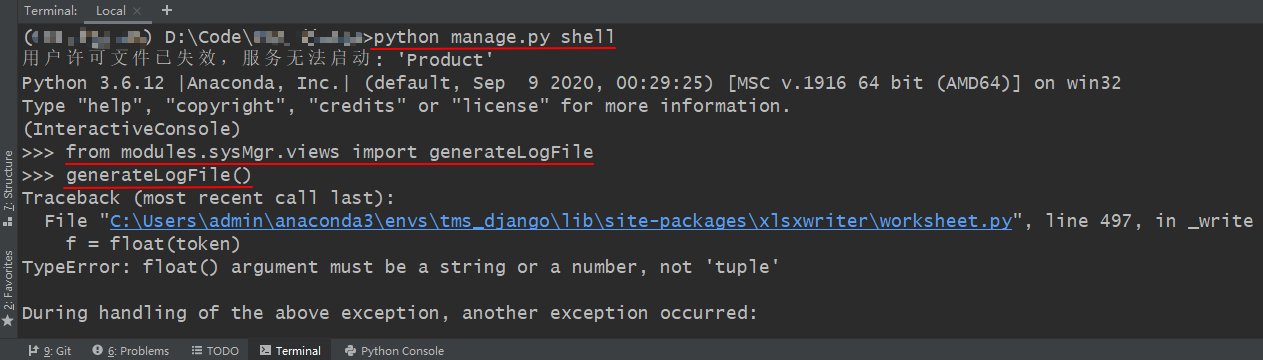 Terminal: Local × +
D:\Code\ >python manage.py shell
用户许可文件已失效，服务无法启动: 'Product'
Python 3.6.12 |Anaconda, Inc.| (default, Sep  9 2020, 00:29:25) [MSC v.1916 64 bit (AMD64)] on win32
Type "help", "copyright", "credits" or "license" for more information.
(InteractiveConsole)
>>> from modules.sysMgr.views import generateLogFile
>>> generateLogFile()
Traceback (most recent call last):
  File "C:\Users\admin\anaconda3\envs\tms_django\lib\site-packages\xlsxwriter\worksheet.py", line 497, in _write
    f = float(token)
TypeError: float() argument must be a string or a number, not 'tuple'
During handling of the above exception, another exception occurred:
7: Structure
2: Favorites
9: Git 6: Problems TODO Terminal Python Console